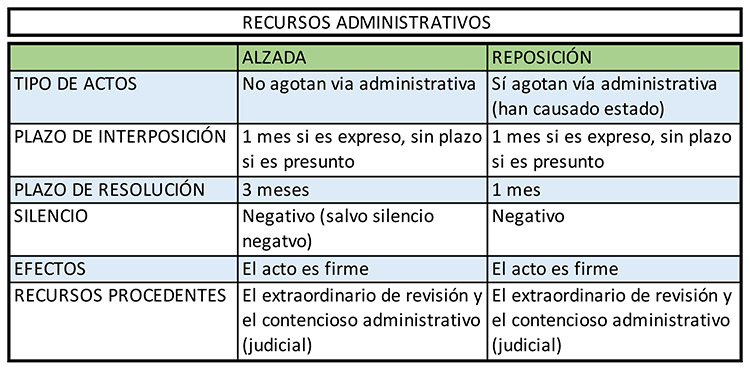 RECURSOS ADMINISTRATIVOS
ALZADA
REPOSICIÓN
TIPO DE ACTOS
No agotan via administrativa
Sí agotan vía administrativa
(han causado estado)
PLAZO DE INTERPOSICIÓN
1 mes si es expreso, sin plazo
si es presunto
1 mes si es expreso, sin plazo
si es presunto
PLAZO DE RESOLUCIÓN
3 meses
1 mes
SILENCIO
Negativo (salvo silencio
negatvo)
Negativo
EFECTOS
El acto es firme
El acto es firme
RECURSOS PROCEDENTES
El extraordinario de revisión y
el contencioso administrativo
(judicial)
El extraordinario de revisión y
el contencioso administrativo
(judicial)